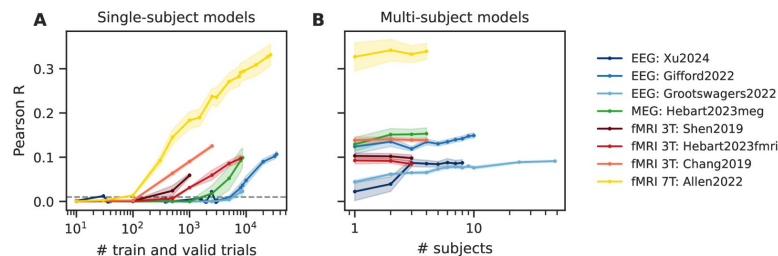 A
Single-subject models
Pearson R
0.3
0.2
0.1
0.0
10¹
10²
10³
10⁴
# train and valid trials
B
Multi-subject models
1
10
# subjects
EEG: Xu2024
EEG: Gifford2022
EEG: Grootswagers2022
MEG: Hebart2023meg
fMRI 3T: Shen2019
fMRI 3T: Hebart2023fmri
fMRI 3T: Chang2019
fMRI 7T: Allen2022